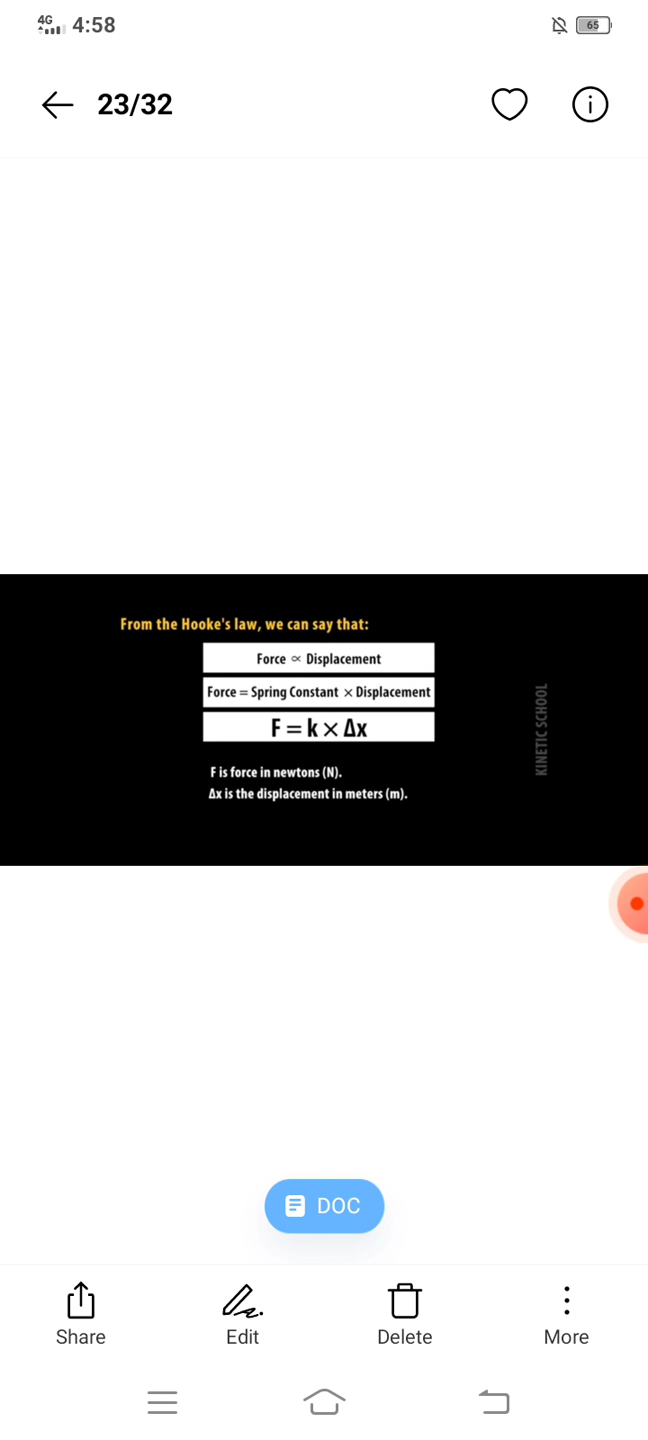 4G 4:58 65
23/32
From the Hooke's law, we can say that:
Force ∝ Displacement
Force = Spring Constant × Displacement
F = k × Δx
F is force in newtons (N).
Δx is the displacement in meters (m).
KINETIC SCHOOL
DOC
Share Edit Delete More